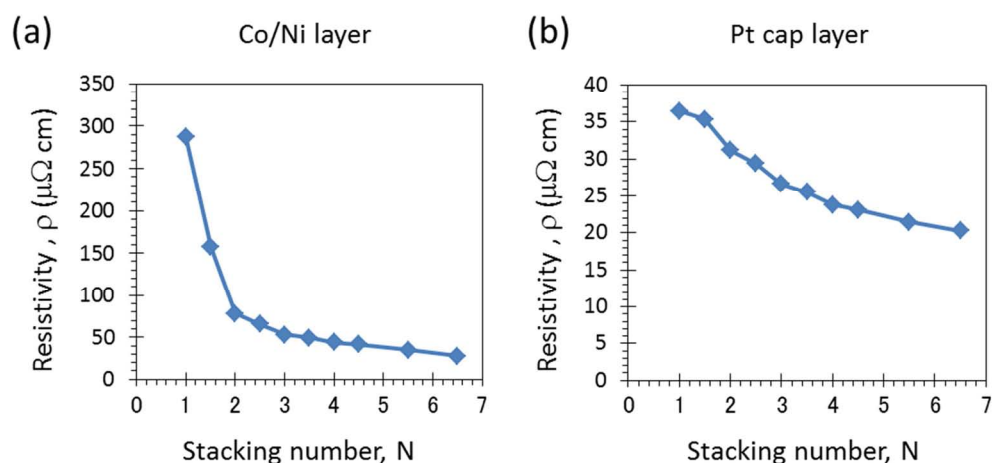 (a)
Co/Ni layer
Resistivity , ρ (μΩ cm)
350
300
250
200
150
100
50
0
0 1 2 3 4 5 6 7
Stacking number, N
(b)
Pt cap layer
Resistivity , ρ (μΩ cm)
40
35
30
25
20
15
10
5
0
0 1 2 3 4 5 6 7
Stacking number, N